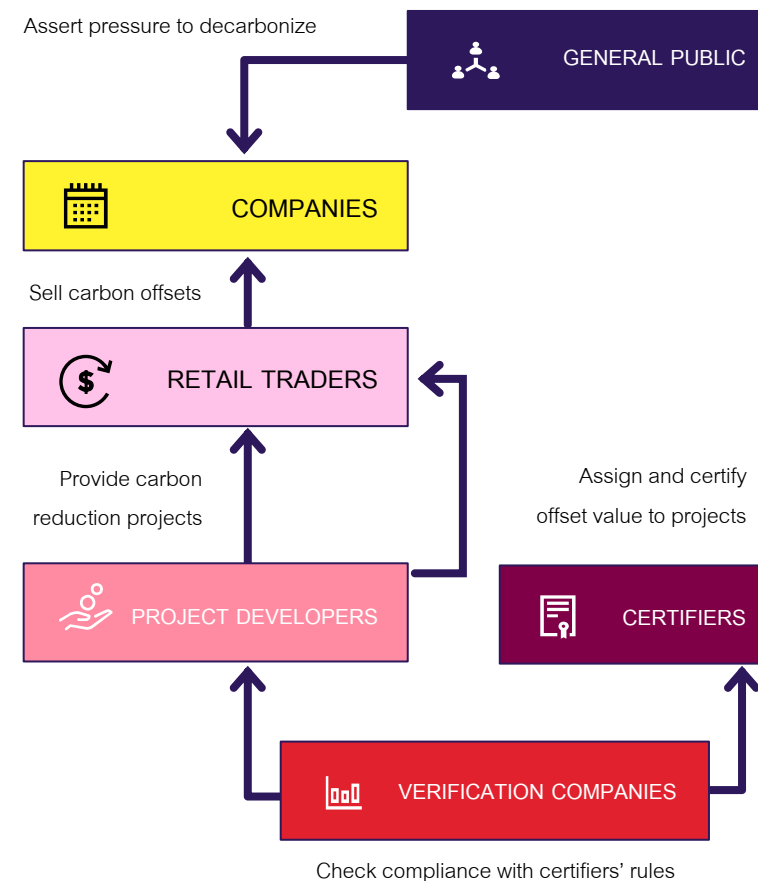 Assert pressure to decarbonize
GENERAL PUBLIC
COMPANIES
Sell carbon offsets
$
RETAIL TRADERS
Provide carbon
reduction projects
Assign and certify
offset value to projects
PROJECT DEVELOPERS
CERTIFIERS
VERIFICATION COMPANIES
Check compliance with certifiers’ rules